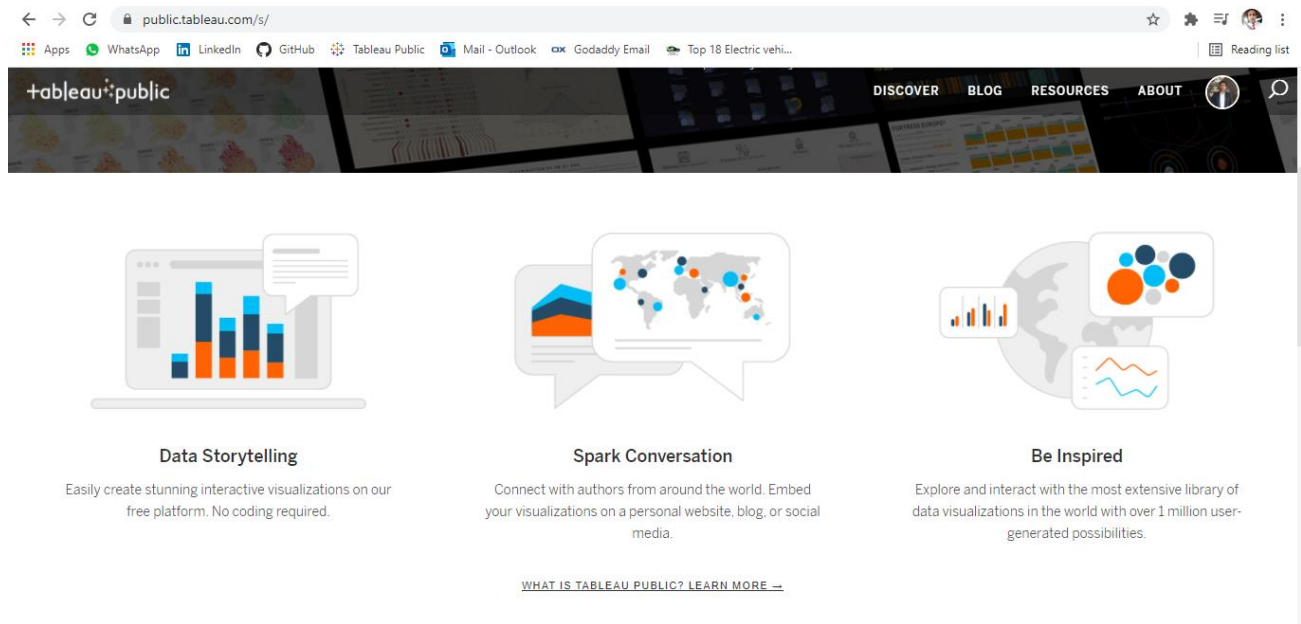 public.tableau.com/s/
Apps WhatsApp LinkedIn GitHub Tableau Public Mail - Outlook Godaddy Email Top 18 Electric vehi... Reading list
+ableau public DISCOVER BLOG RESOURCES ABOUT
FORTRESS EUROPE?
Data Storytelling
Easily create stunning interactive visualizations on our
free platform. No coding required.
Spark Conversation
Connect with authors from around the world. Embed
your visualizations on a personal website, blog, or social
media.
Be Inspired
Explore and interact with the most extensive library of
data visualizations in the world with over 1 million user-
generated possibilities.
WHAT IS TABLEAU PUBLIC? LEARN MORE →